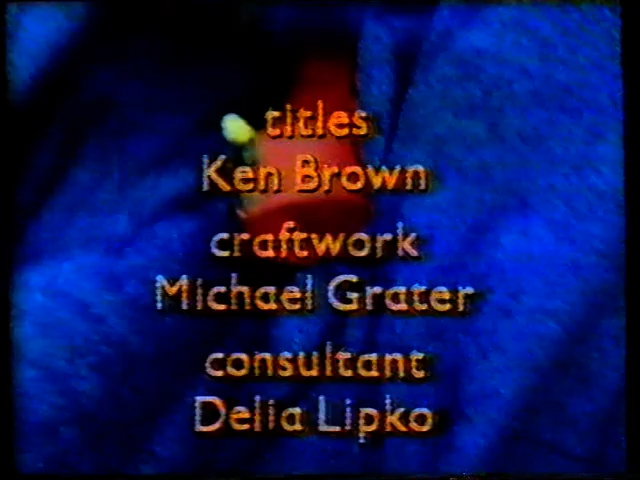 titles
Ken Brown
craftwork
Michael Grater
consultant
Delia Lipko